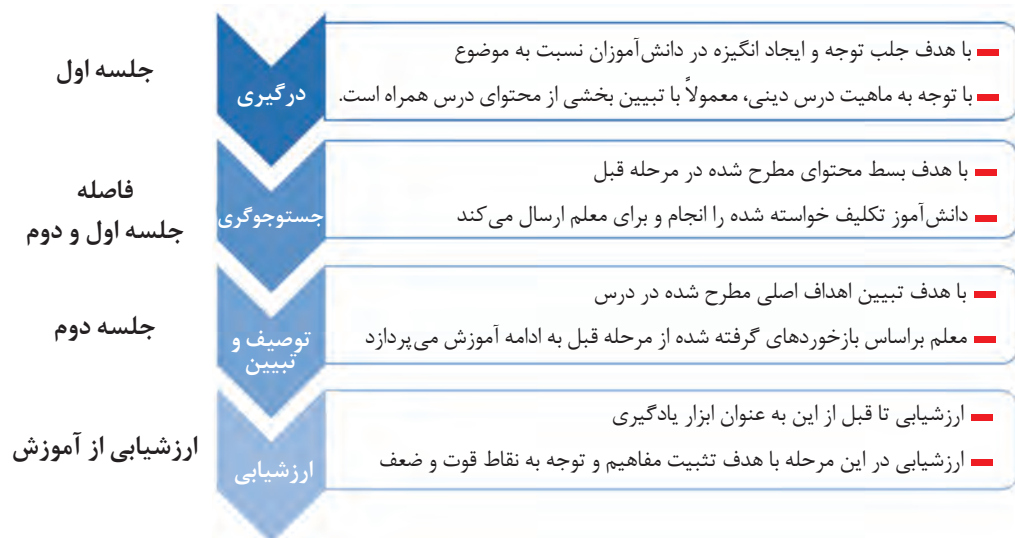 جلسه اول
درگیری
با هدف جلب توجه و ایجاد انگیزه در دانش‌آموزان نسبت به موضوع
با توجه به ماهیت درس دینی، معمولاً با تبیین بخشی از محتوای درس همراه است.
فاصله
جلسه اول و دوم
جستوجوگری
با هدف بسط محتوای مطرح شده در مرحله قبل
دانش‌آموز تکلیف خواسته شده را انجام و برای معلم ارسال می‌کند
جلسه دوم
توصیف و
تبیین
با هدف تبیین اهداف اصلی مطرح شده در درس
معلم براساس بازخوردهای گرفته شده از مرحله قبل به ادامه آموزش می‌پردازد
ارزشیابی از آموزش
ارزشیابی
ارزشیابی تا قبل از این به عنوان ابزار یادگیری
ارزشیابی در این مرحله با هدف تثبیت مفاهیم و توجه به نقاط قوت و ضعف